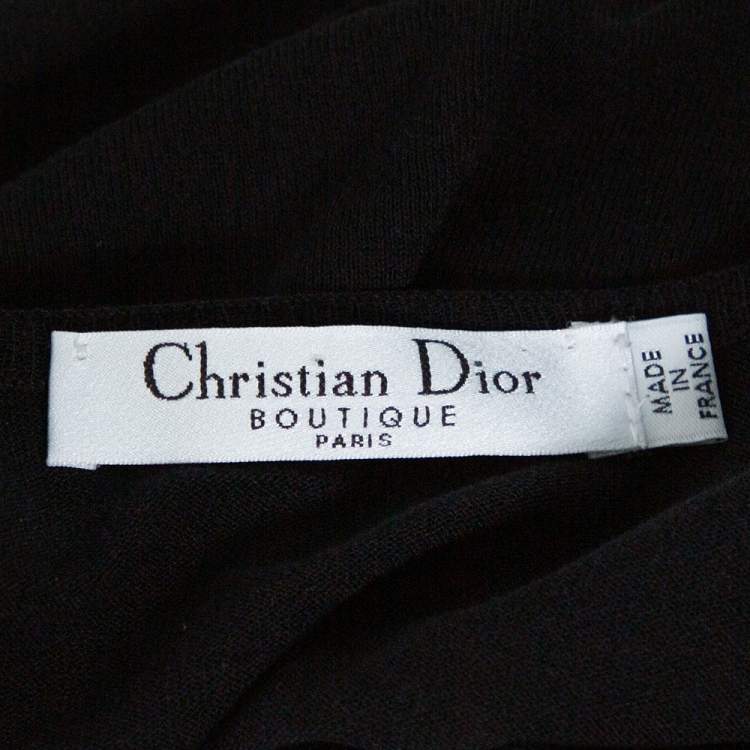 Christian Dior
BOUTIQUE
PARIS
MADE
IN
FRANCE